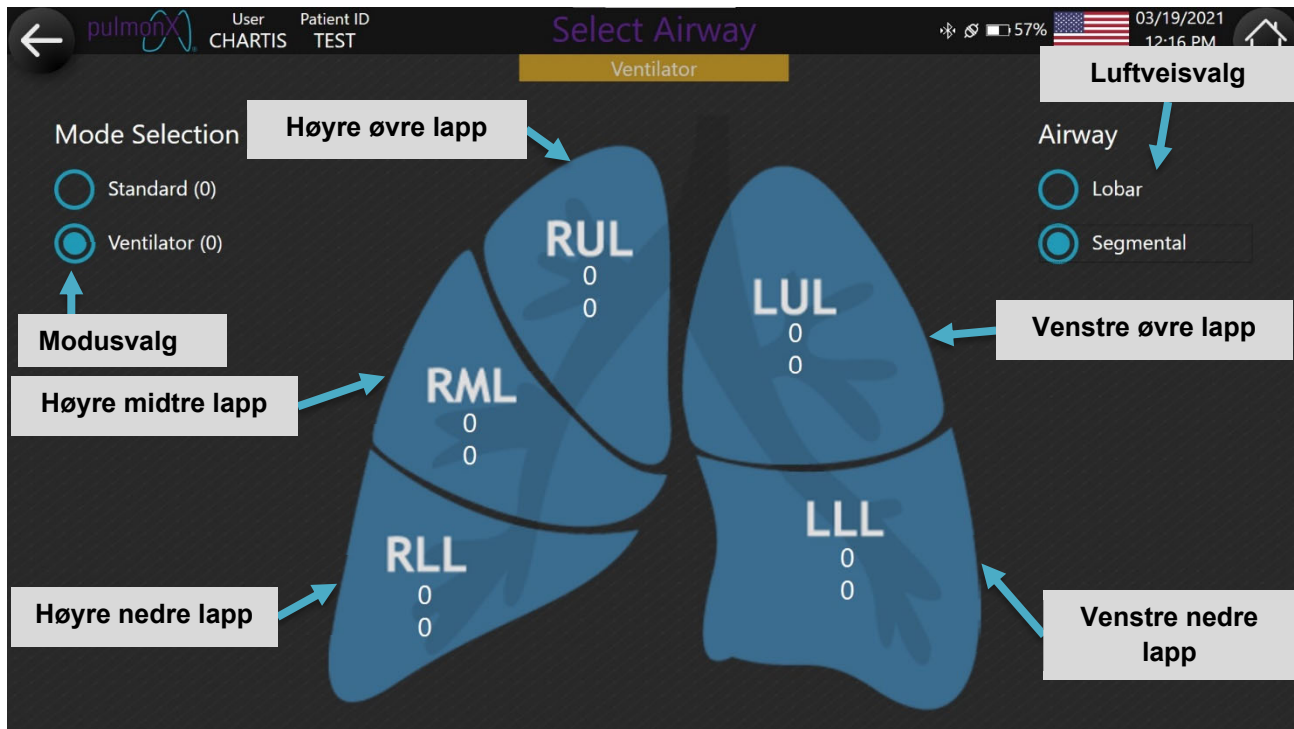 pulmonx
User
CHARTIS
Patient ID
TEST
Select Airway
57%
03/19/2021
12:16 PM
Ventilator
Luftveisvalg
Mode Selection
Høyre øvre lapp
Airway
Standard (0)
Lobar
Ventilator (0)
Segmental
RUL
0
0
LUL
0
0
Modusvalg
Venstre øvre lapp
Høyre midtre lapp
RML
0
0
LLL
0
0
RLL
0
0
Høyre nedre lapp
Venstre nedre
lapp